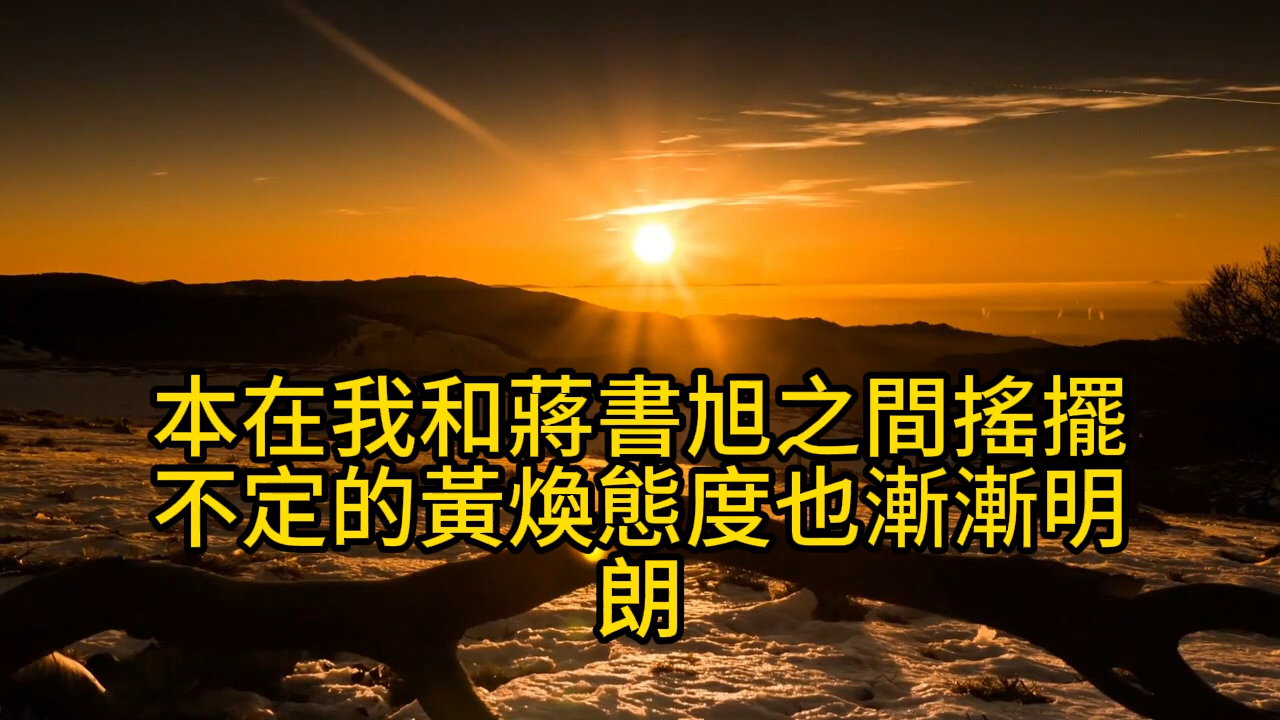 本在我和蔣書旭之間搖擺
不定的黃煥態度也漸漸明
朗